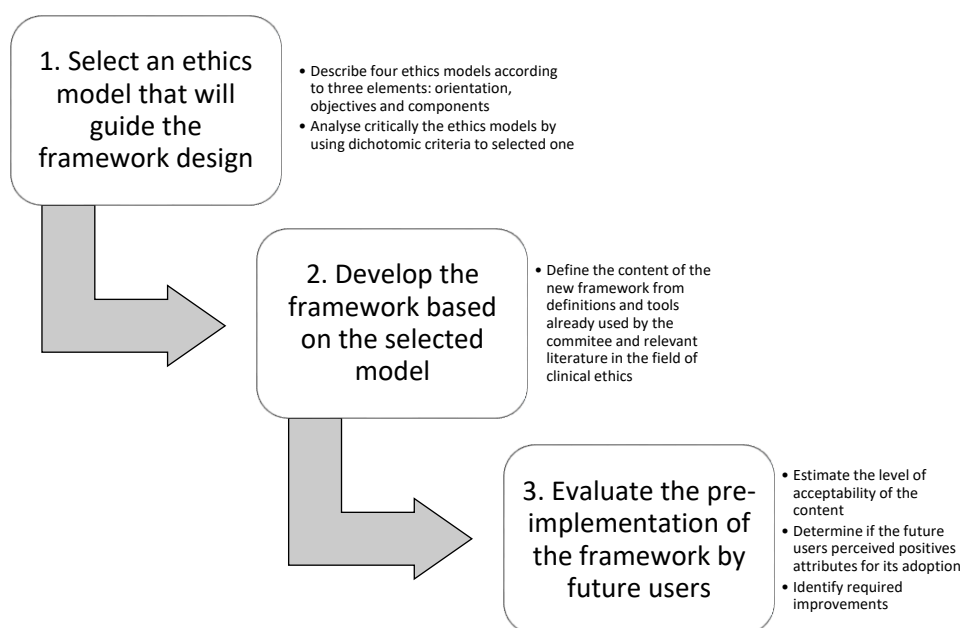 1. Select an ethics
model that will
guide the
framework design
• Describe four ethics models according
to three elements: orientation,
objectives and components
• Analyse critically the ethics models by
using dichotomic criteria to selected one
2. Develop the
framework based
on the selected
model
• Define the content of the
new framework from
definitions and tools
already used by the
commitee and relevant
literature in the field of
clinical ethics
3. Evaluate the pre-
implementation of
the framework by
future users
• Estimate the level of
acceptability of the
content
• Determine if the future
users perceived positives
attributes for its adoption
• Identify required
improvements